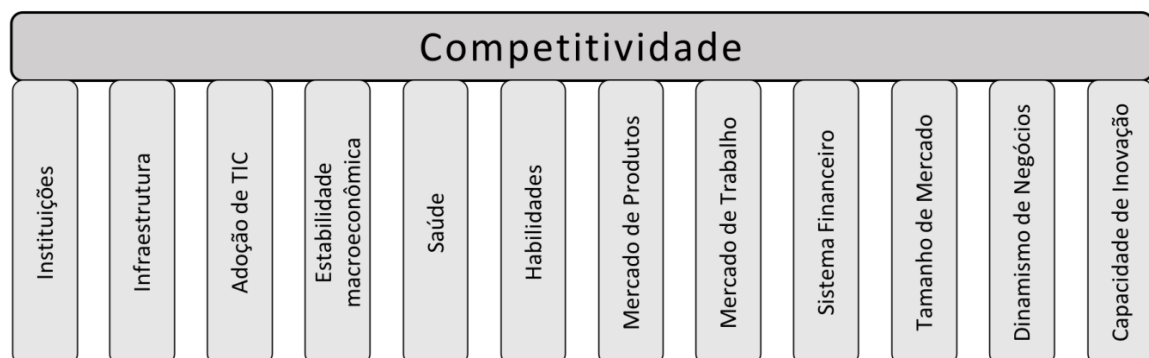 Competitividade
Instituições
Infraestrutura
Adoção de TIC
Estabilidade
macroeconômica
Saúde
Habilidades
Mercado de Produtos
Mercado de Trabalho
Sistema Financeiro
Tamanho de Mercado
Dinamismo de Negócios
Capacidade de Inovação